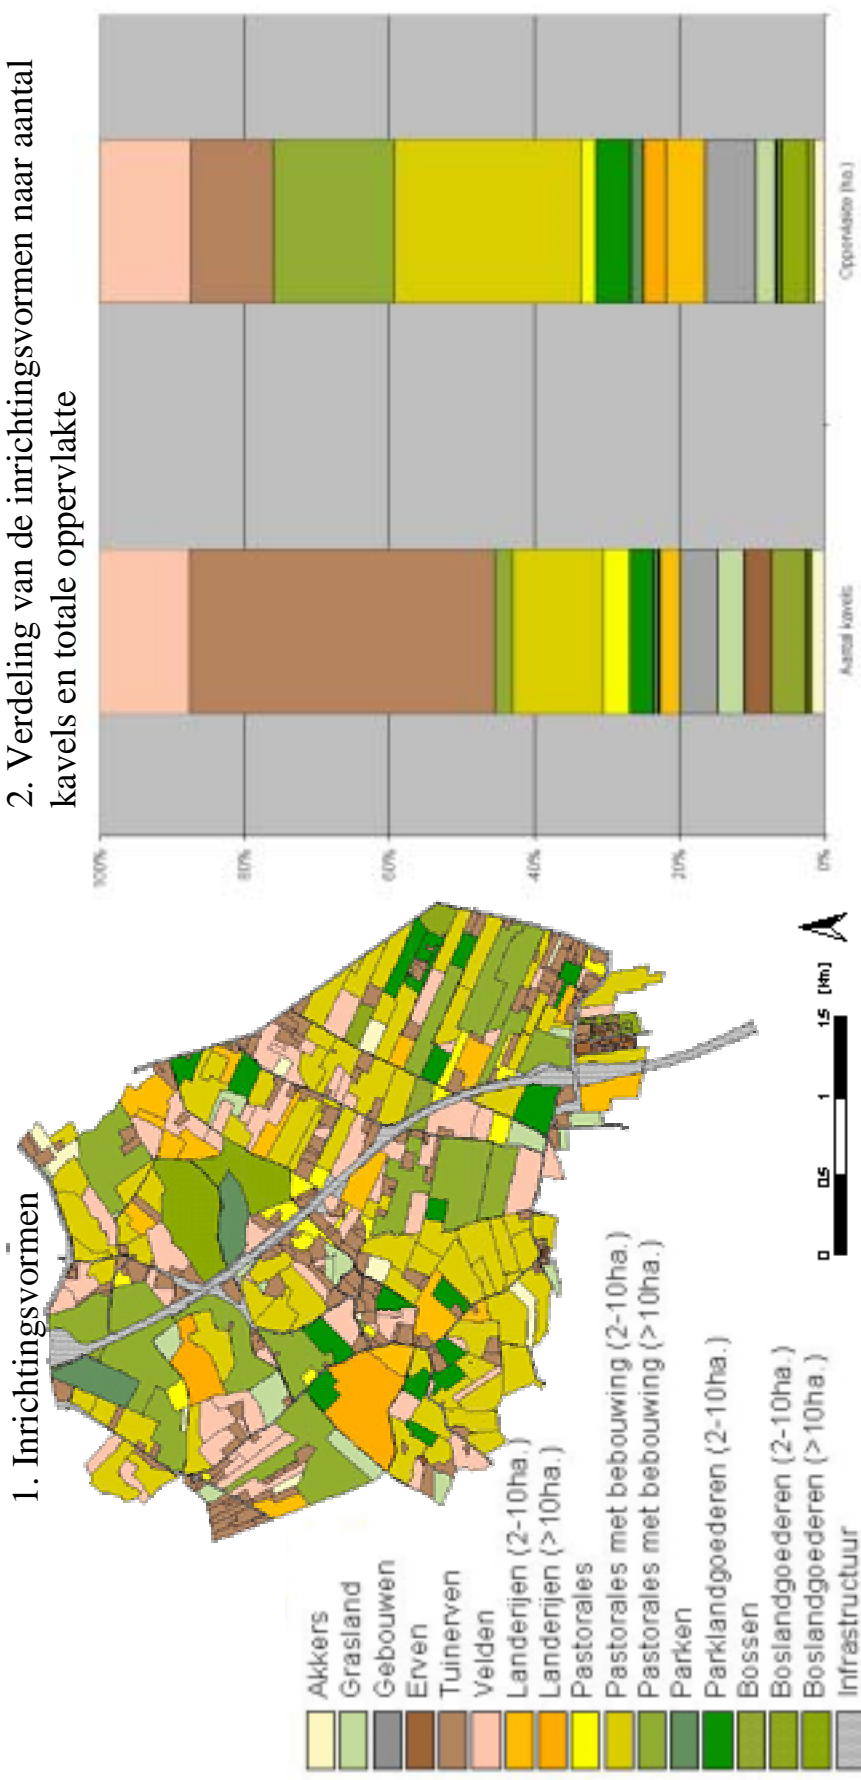 1. Inrichtingsvormen
Akkers
Grasland
Gebouwen
Erven
Tuinerven
Velden
Landerijen (2-10ha.)
Landerijen (>10ha.)
Pastorales
Pastorales met bebouwing (2-10ha.)
Pastorales met bebouwing (>10ha.)
Parken
Parklandgoederen (2-10ha.)
Bossen
Boslandgoederen (2-10ha.)
Boslandgoederen (>10ha.)
Infrastructuur
0 0.5 1 1.5 [Km]
2. Verdeling van de inrichtingsvormen naar aantal
kavels en totale oppervlakte
100%
80%
60%
40%
20%
0%
Aantal kavels
Oppervlakte (ha.)